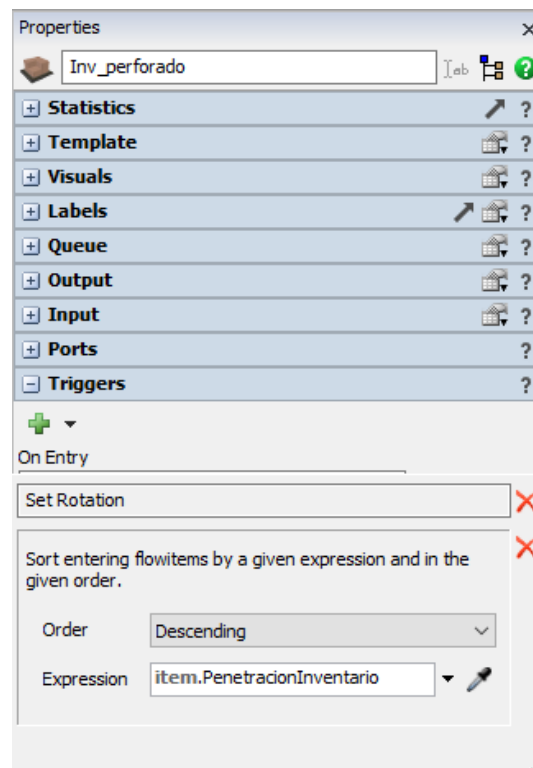 Properties
Inv_perforado
Statistics
?
Template
?
Visuals
?
Labels
?
Queue
?
Output
?
Input
?
Ports
?
Triggers
?
On Entry
Set Rotation
Sort entering flowitems by a given expression and in the
given order.
Order Descending
Expression item.PenetracionInventario